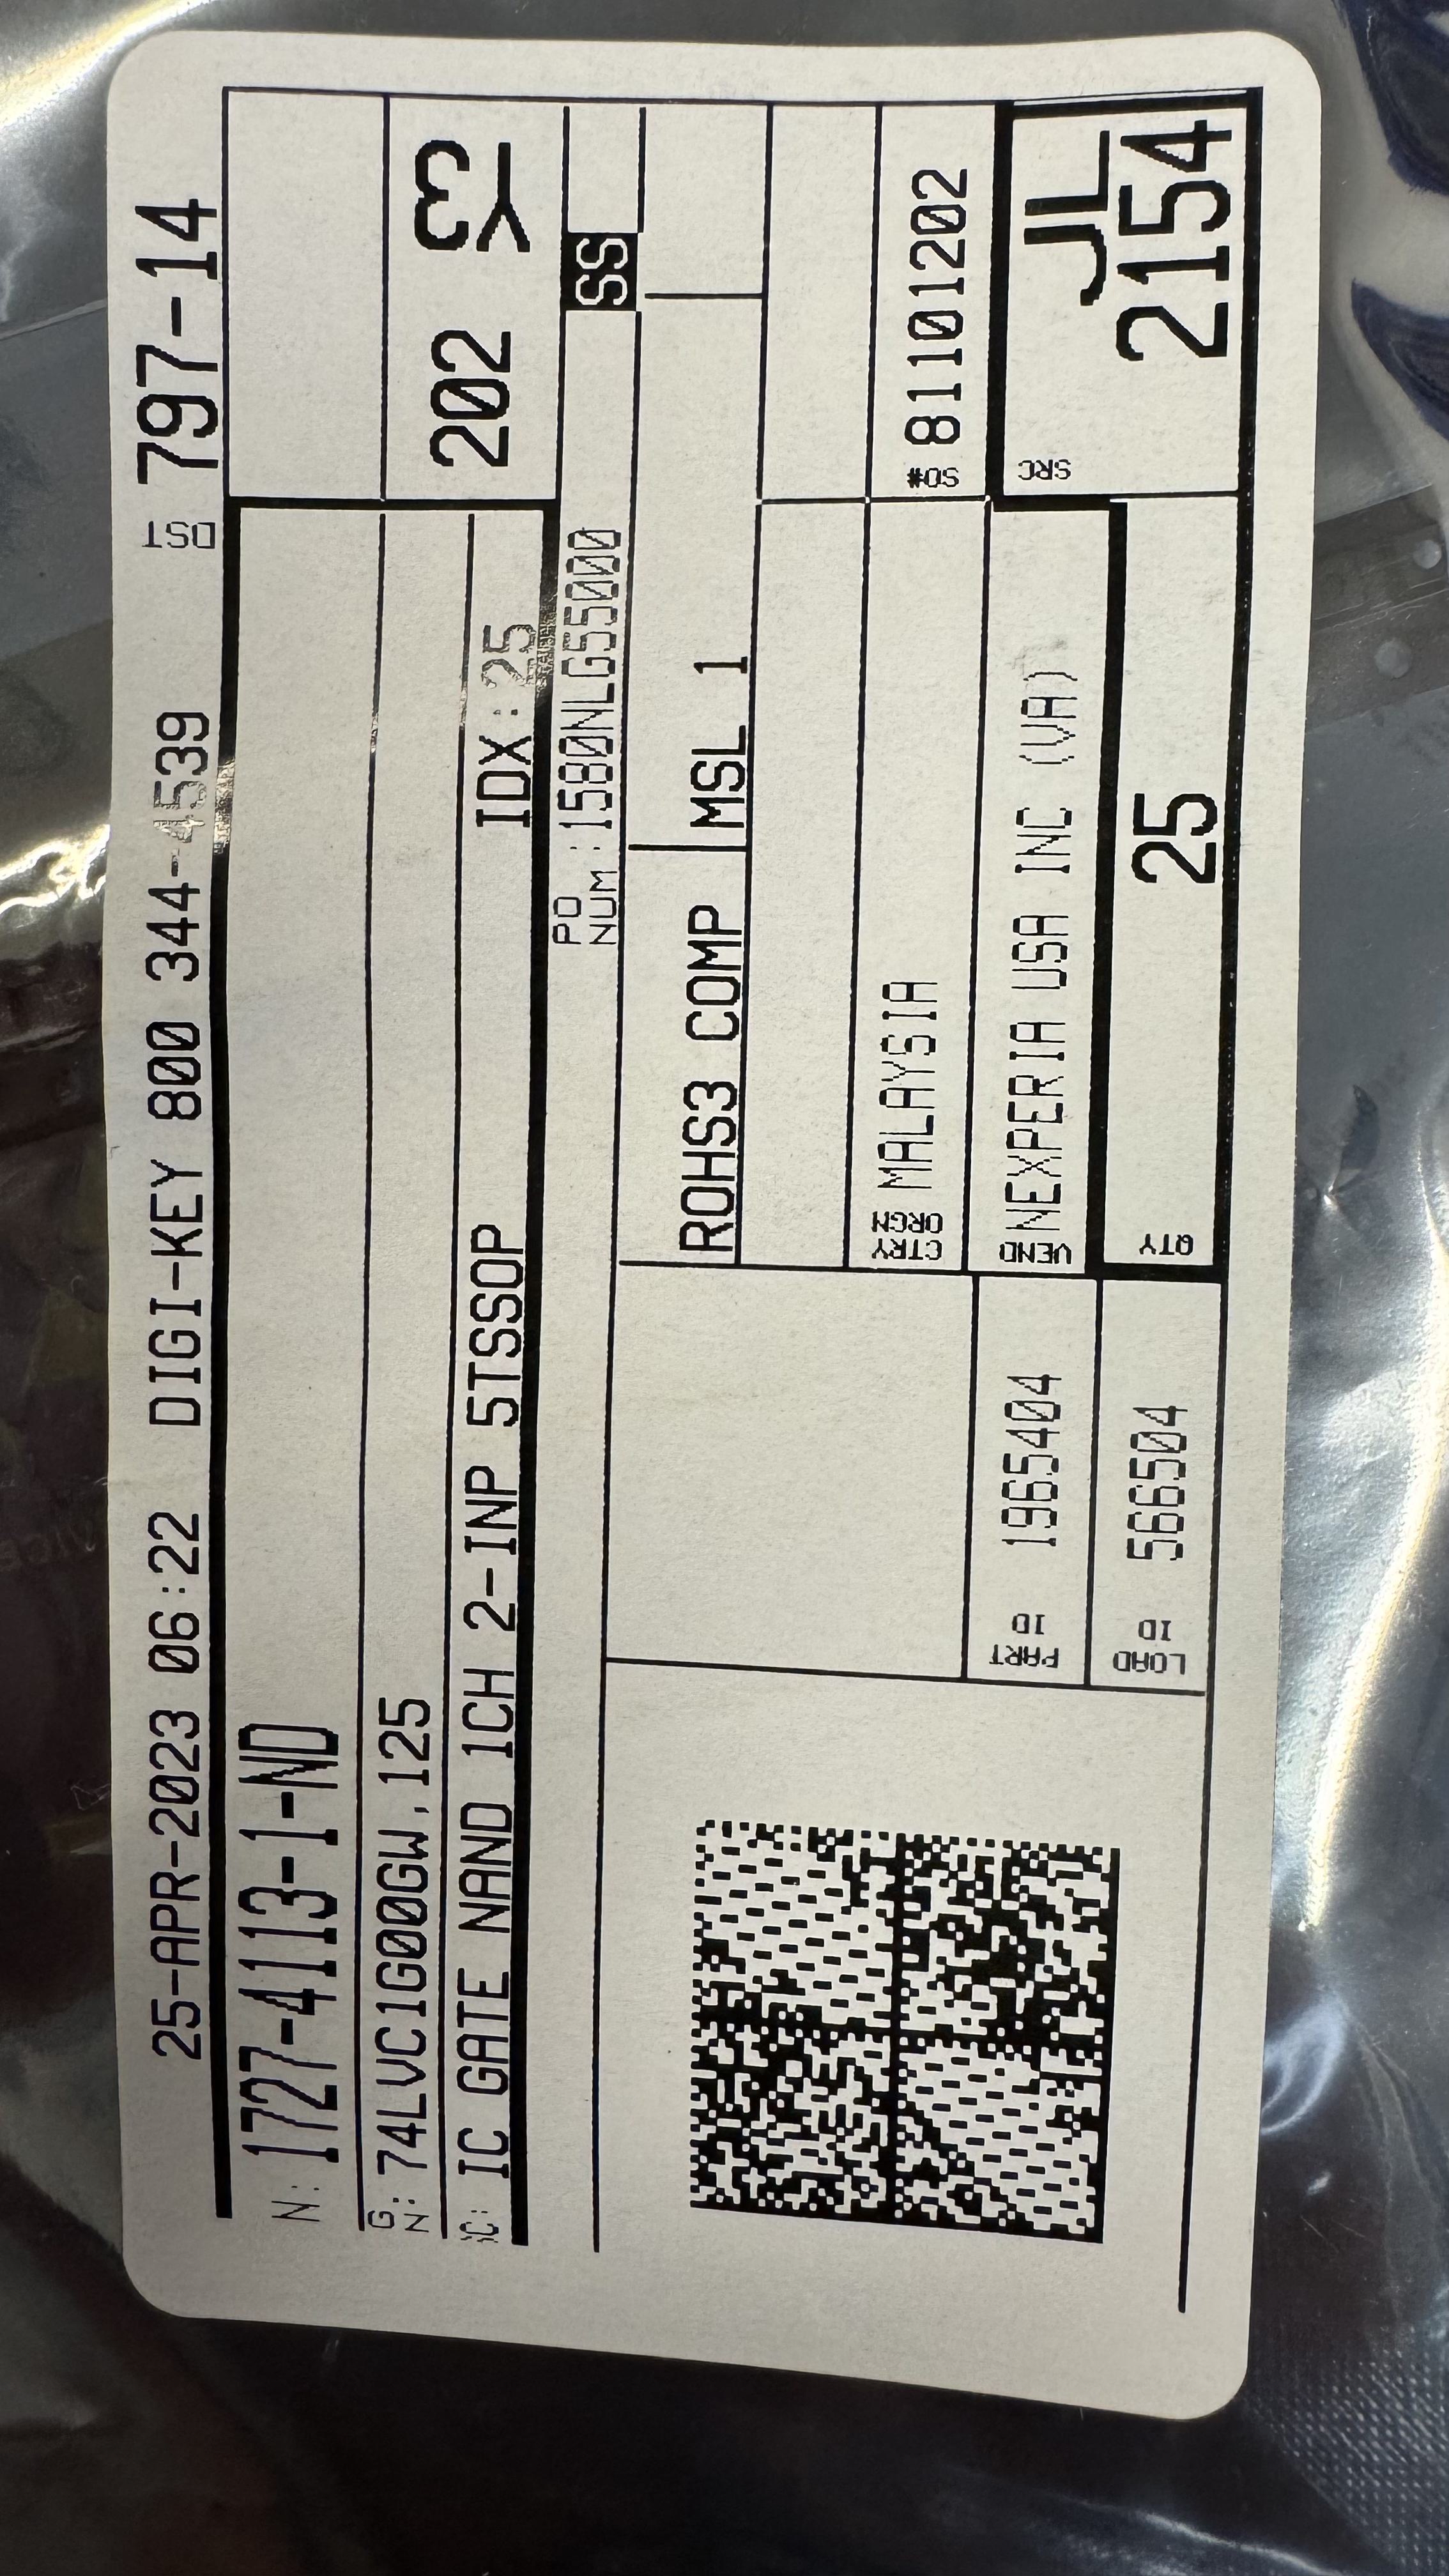 25-APR-2023 06:22 DIGI-KEY 800 344-4539 DST 797-14
N: 1727-4113-1-ND
G
N: 74LVC1G00GW,125
C: IC GATE NAND 1CH 2-INP 5TSSOP IDX:25
202 Y3
PO
NUM :1580NLG55000
SS
ROHS3 COMP MSL 1
CTRY
ORGN MALAYSIA
SO# 81101202
PART
ID 1965404
VEND NEXPERIA USA INC (VA)
SRC JL
2154
LOAD
ID 566504
QTY 25